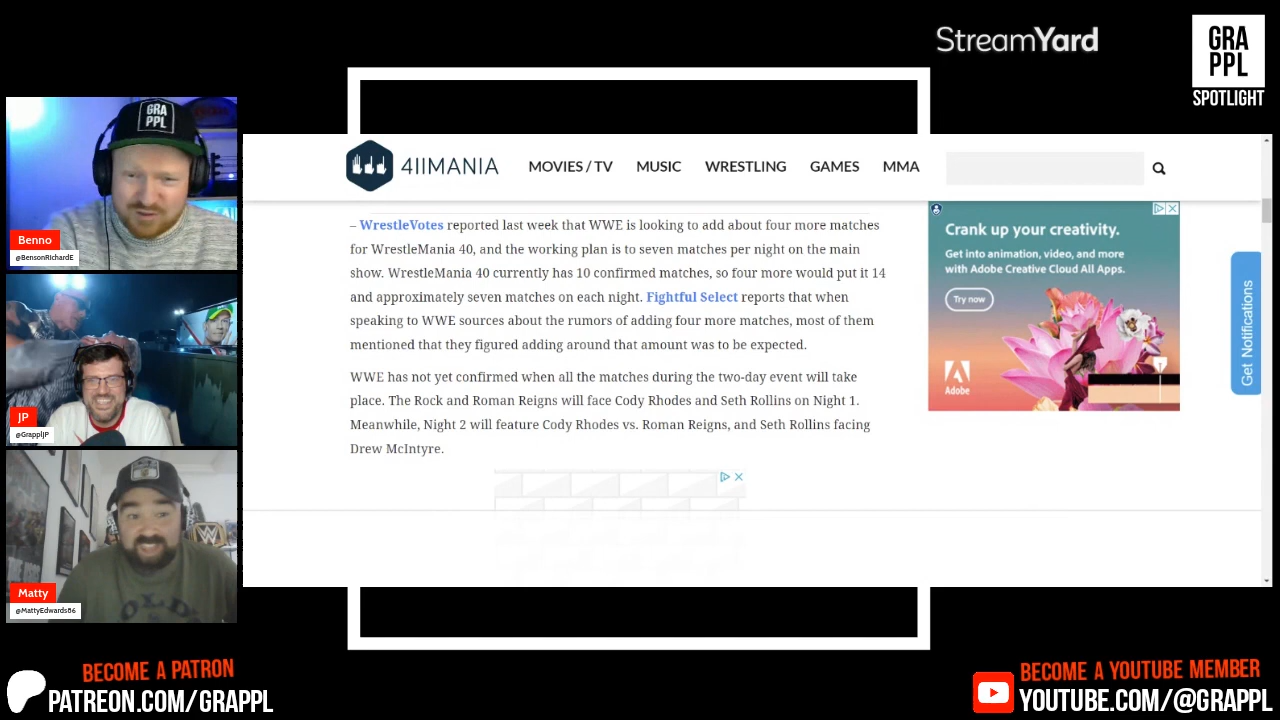 StreamYard
GRA
PPL
SPOTLIGHT
GRA
PPL
Benno
@BensonRichardE
JP
@GrapplJP
Matty
@MattyEdwards86
411MANIA
MOVIES / TV
MUSIC
WRESTLING
GAMES
MMA
– WrestleVotes reported last week that WWE is looking to add about four more matches
for WrestleMania 40, and the working plan is to seven matches per night on the main
show. WrestleMania 40 currently has 10 confirmed matches, so four more would put it 14
and approximately seven matches on each night. Fightful Select reports that when
speaking to WWE sources about the rumors of adding four more matches, most of them
mentioned that they figured adding around that amount was to be expected.
WWE has not yet confirmed when all the matches during the two-day event will take
place. The Rock and Roman Reigns will face Cody Rhodes and Seth Rollins on Night 1.
Meanwhile, Night 2 will feature Cody Rhodes vs. Roman Reigns, and Seth Rollins facing
Drew McIntyre.
Crank up your creativity.
Get into animation, video, and more
with Adobe Creative Cloud All Apps.
Try now
Adobe
Get Notifications
BECOME A PATRON
PATREON.COM/GRAPPL
BECOME A YOUTUBE MEMBER
YOUTUBE.COM/@GRAPPL